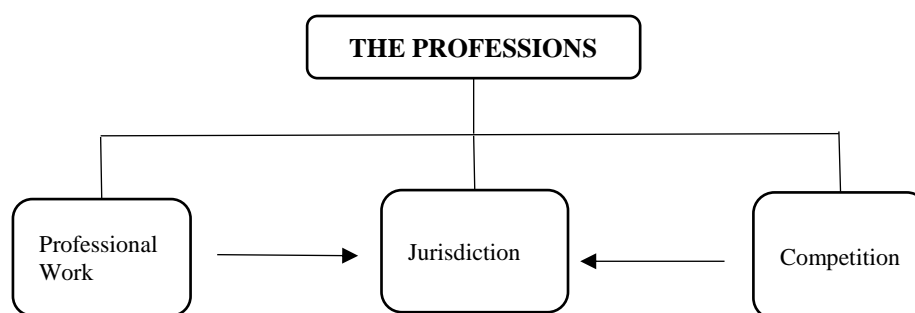 THE PROFESSIONS
Professional
Work
Jurisdiction
Competition